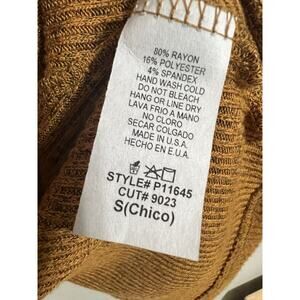 80% RAYON
16% POLYESTER
4% SPANDEX
HAND WASH COLD
DO NOT BLEACH
HANG OR LINE DRY
LAVA FRIO A MANO
NO CLORO
SECAR COLGADO
MADE IN U.S.A.
HECHO EN E.U.A.
STYLE# P11645
CUT# 9023
S(Chico)